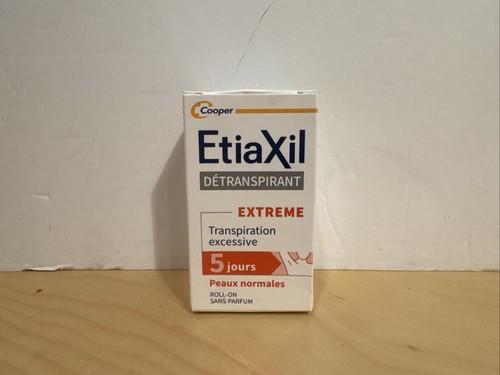 Cooper
EtiaXil
DÉTRANSPIRANT
EXTREME
Transpiration
excessive
5 jours
Peaux normales
ROLL-ON
SANS PARFUM